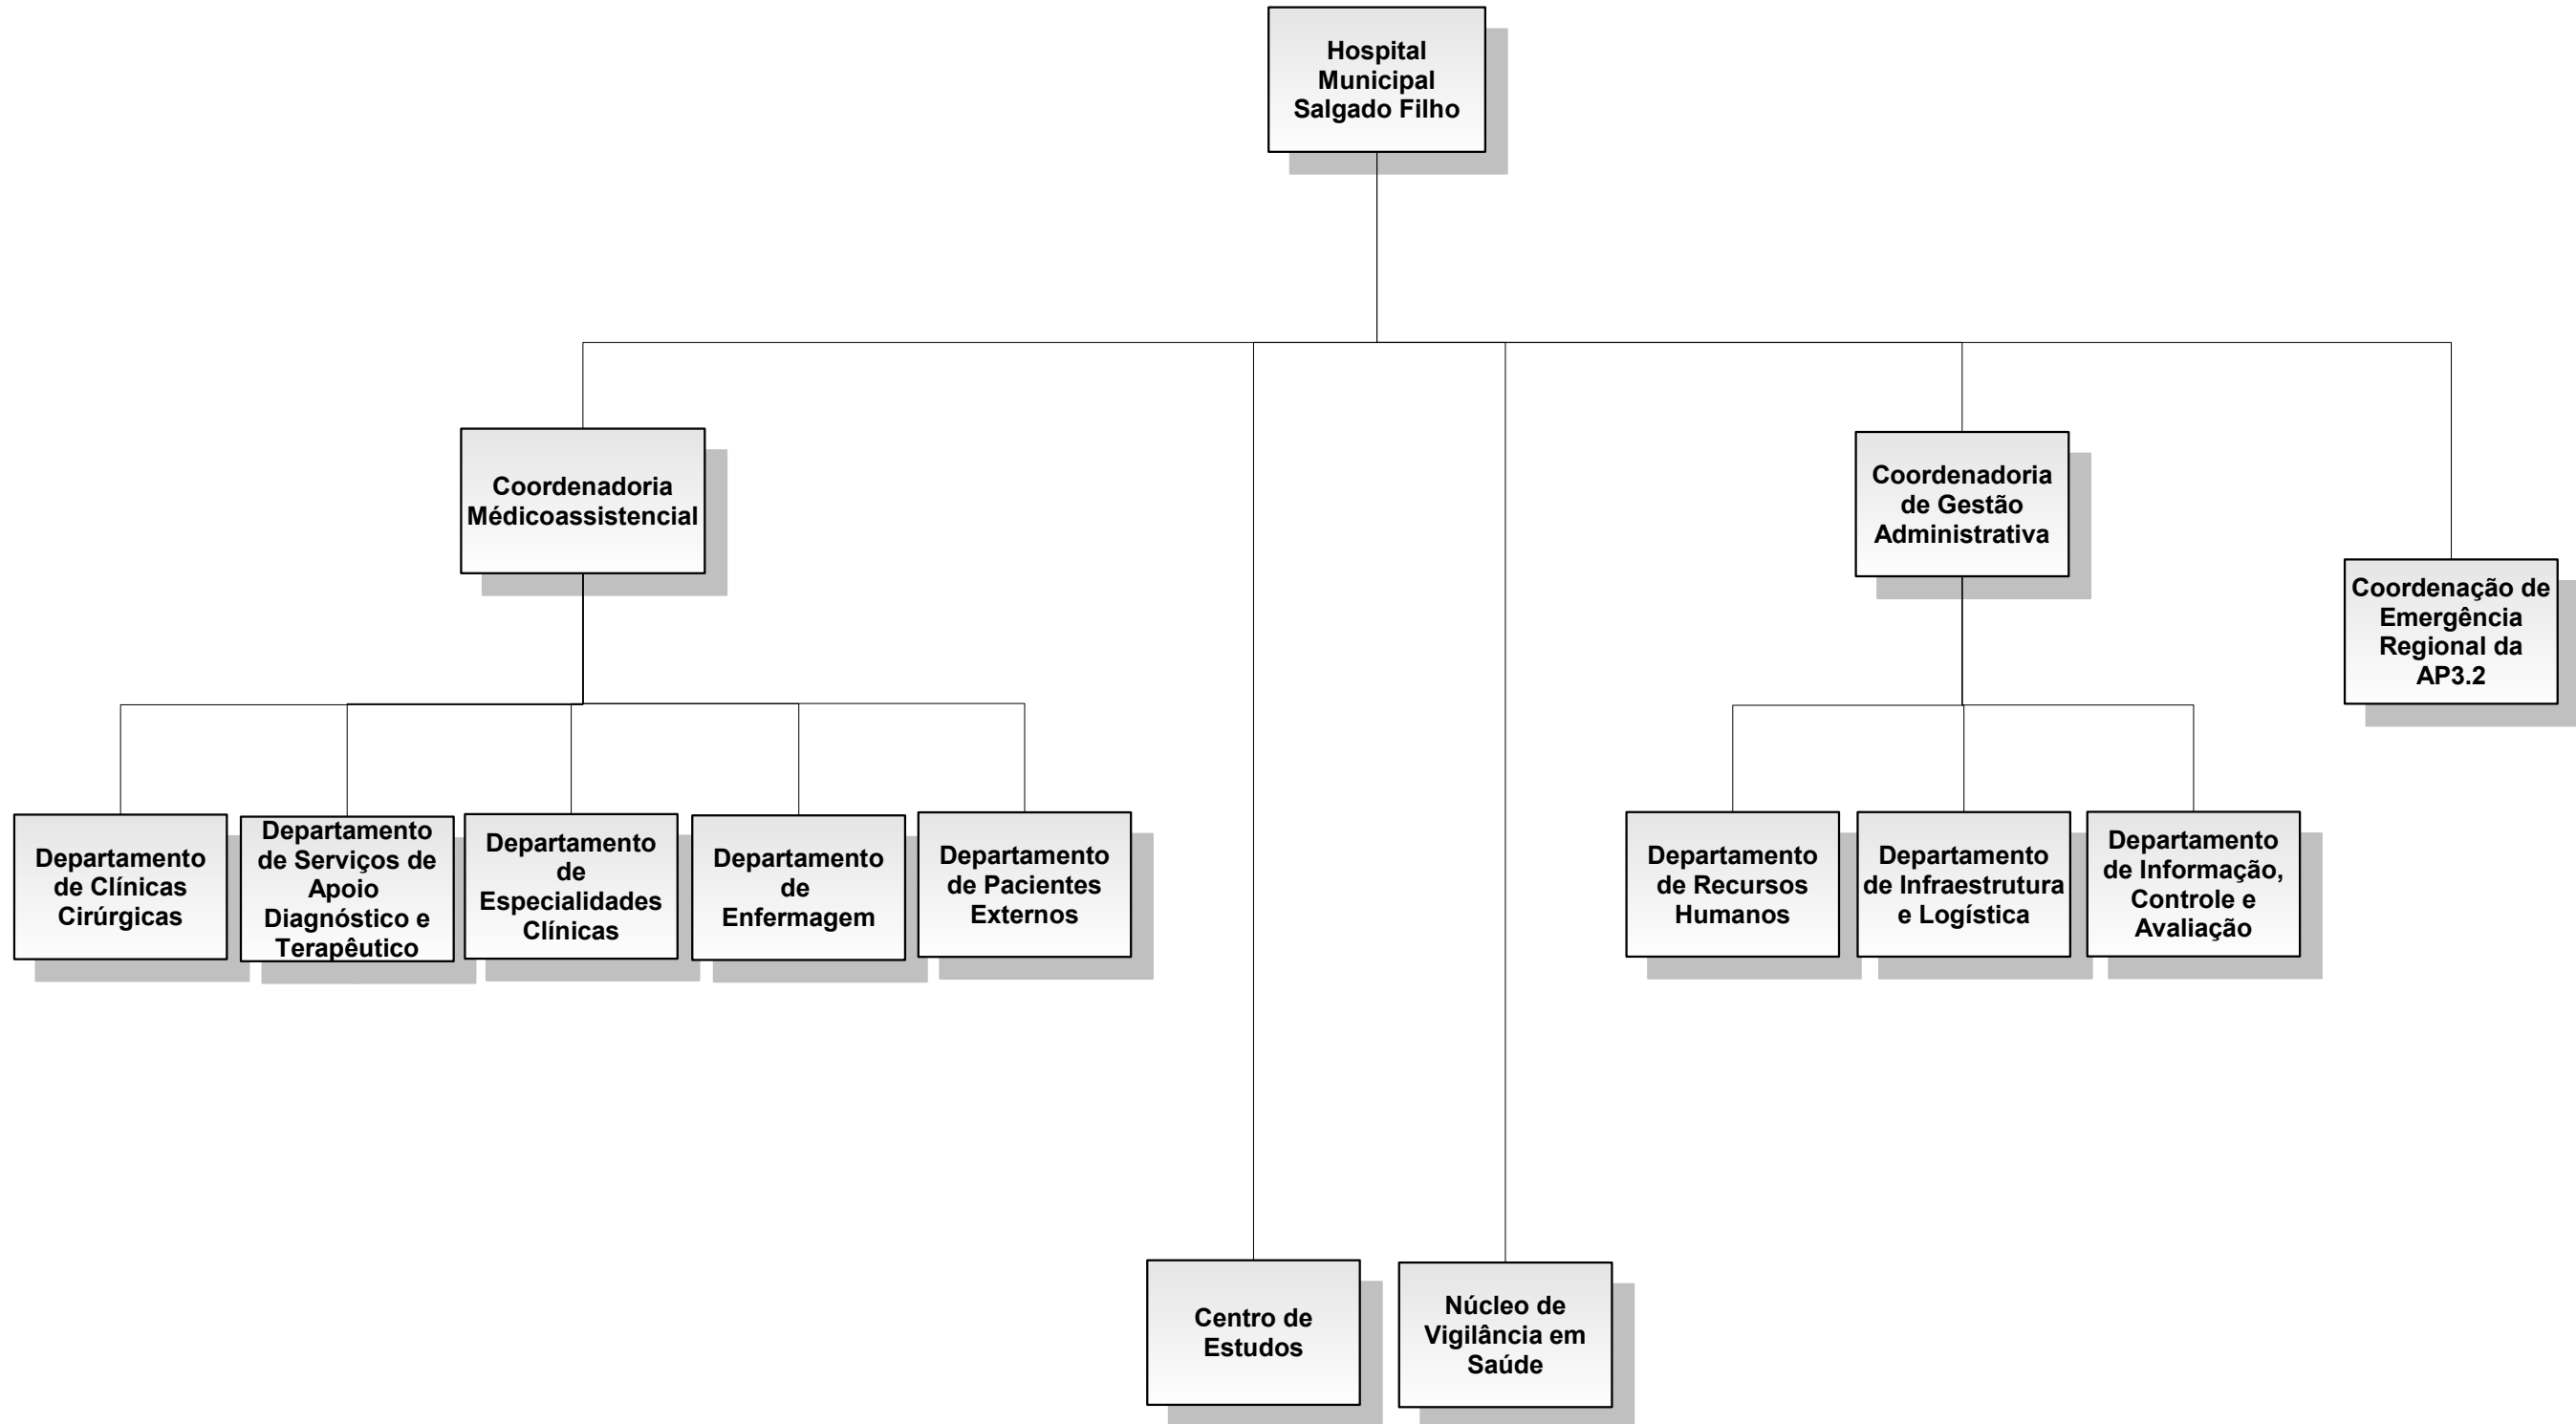 Hospital
Municipal
Salgado Filho
Coordenadoria
Médicoassistencial
Coordenadoria
de Gestão
Administrativa
Coordenação de
Emergência
Regional da
AP3.2
Departamento
de Clínicas
Cirúrgicas
Departamento
de Serviços de
Apoio
Diagnóstico e
Terapêutico
Departamento
de
Especialidades
Clínicas
Departamento
de
Enfermagem
Departamento
de Pacientes
Externos
Departamento
de Recursos
Humanos
Departamento
de Infraestrutura
e Logística
Departamento
de Informação,
Controle e
Avaliação
Centro de
Estudos
Núcleo de
Vigilância em
Saúde